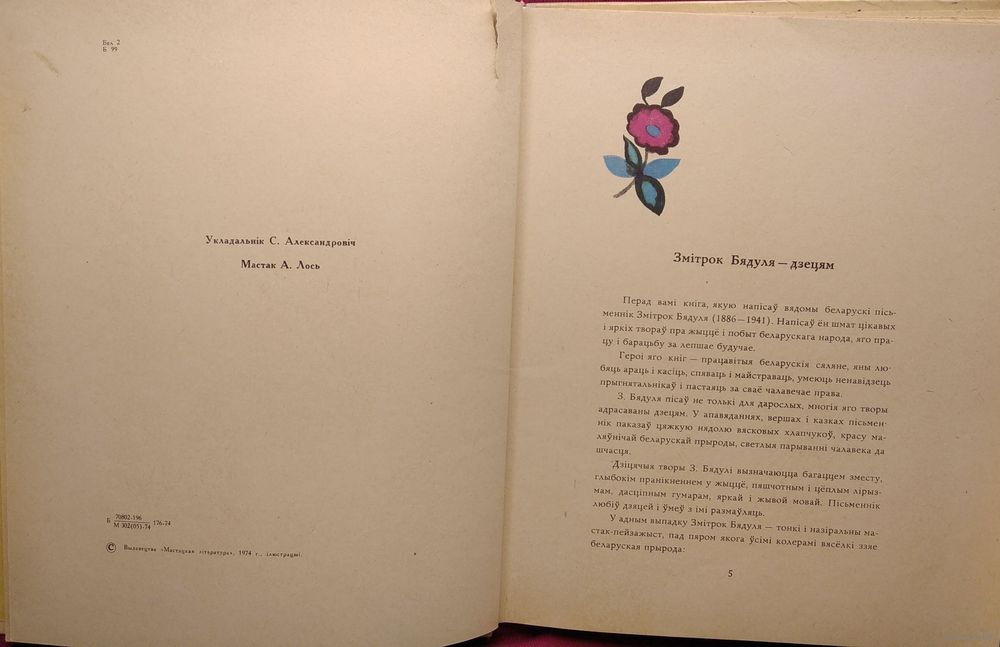 Бел 2
Б 99
Укладальнік С. Александровіч
Мастак А. Лось
Б 70802-196
М 302(05)-74 176-74
© Выдавецтва «Мастацкая літаратура», 1974 г., ілюстрацыі.
Змітрок Бядуля — дзецям
Перад вамі кніга, якую напісаў вядомы беларускі пісь-
меннік Змітрок Бядуля (1886—1941). Напісаў ён шмат цікавых
і яркіх твораў пра жыццё і побыт беларускага народа, яго пра-
цу і барацьбу за лепшае будучае.
Героі яго кніг — працавітыя беларускія сяляне, яны лю-
бяць араць і касіць, спяваць і майстраваць, умеюць ненавідзець
прыгнятальнікаў і пастаяць за сваё чалавечае права.
З. Бядуля пісаў не толькі для дарослых, многія яго творы
адрасаваны дзецям. У апавяданнях, вершах і казках пісьмен-
нік паказаў цяжкую нядолю вясковых хлапчукоў, красу ма-
ляўнічай беларускай прыроды, светлыя парыванні чалавека да
шчасця.
Дзіцячыя творы З. Бядулі вызначаюцца багаццем зместу,
глыбокім пранікненнем у жыццё, пяшчотным і цёплым лірыз-
мам, дасціпным гумарам, яркай і жывой мовай. Пісьменнік
любіў дзяцей і ўмеў з імі размаўляць.
У адным выпадку Змітрок Бядуля — тонкі і назіральны ма-
стак-пейзажыст, пад пяром якога ўсімі колерамі вясёлкі ззяе
беларуская прырода:
5